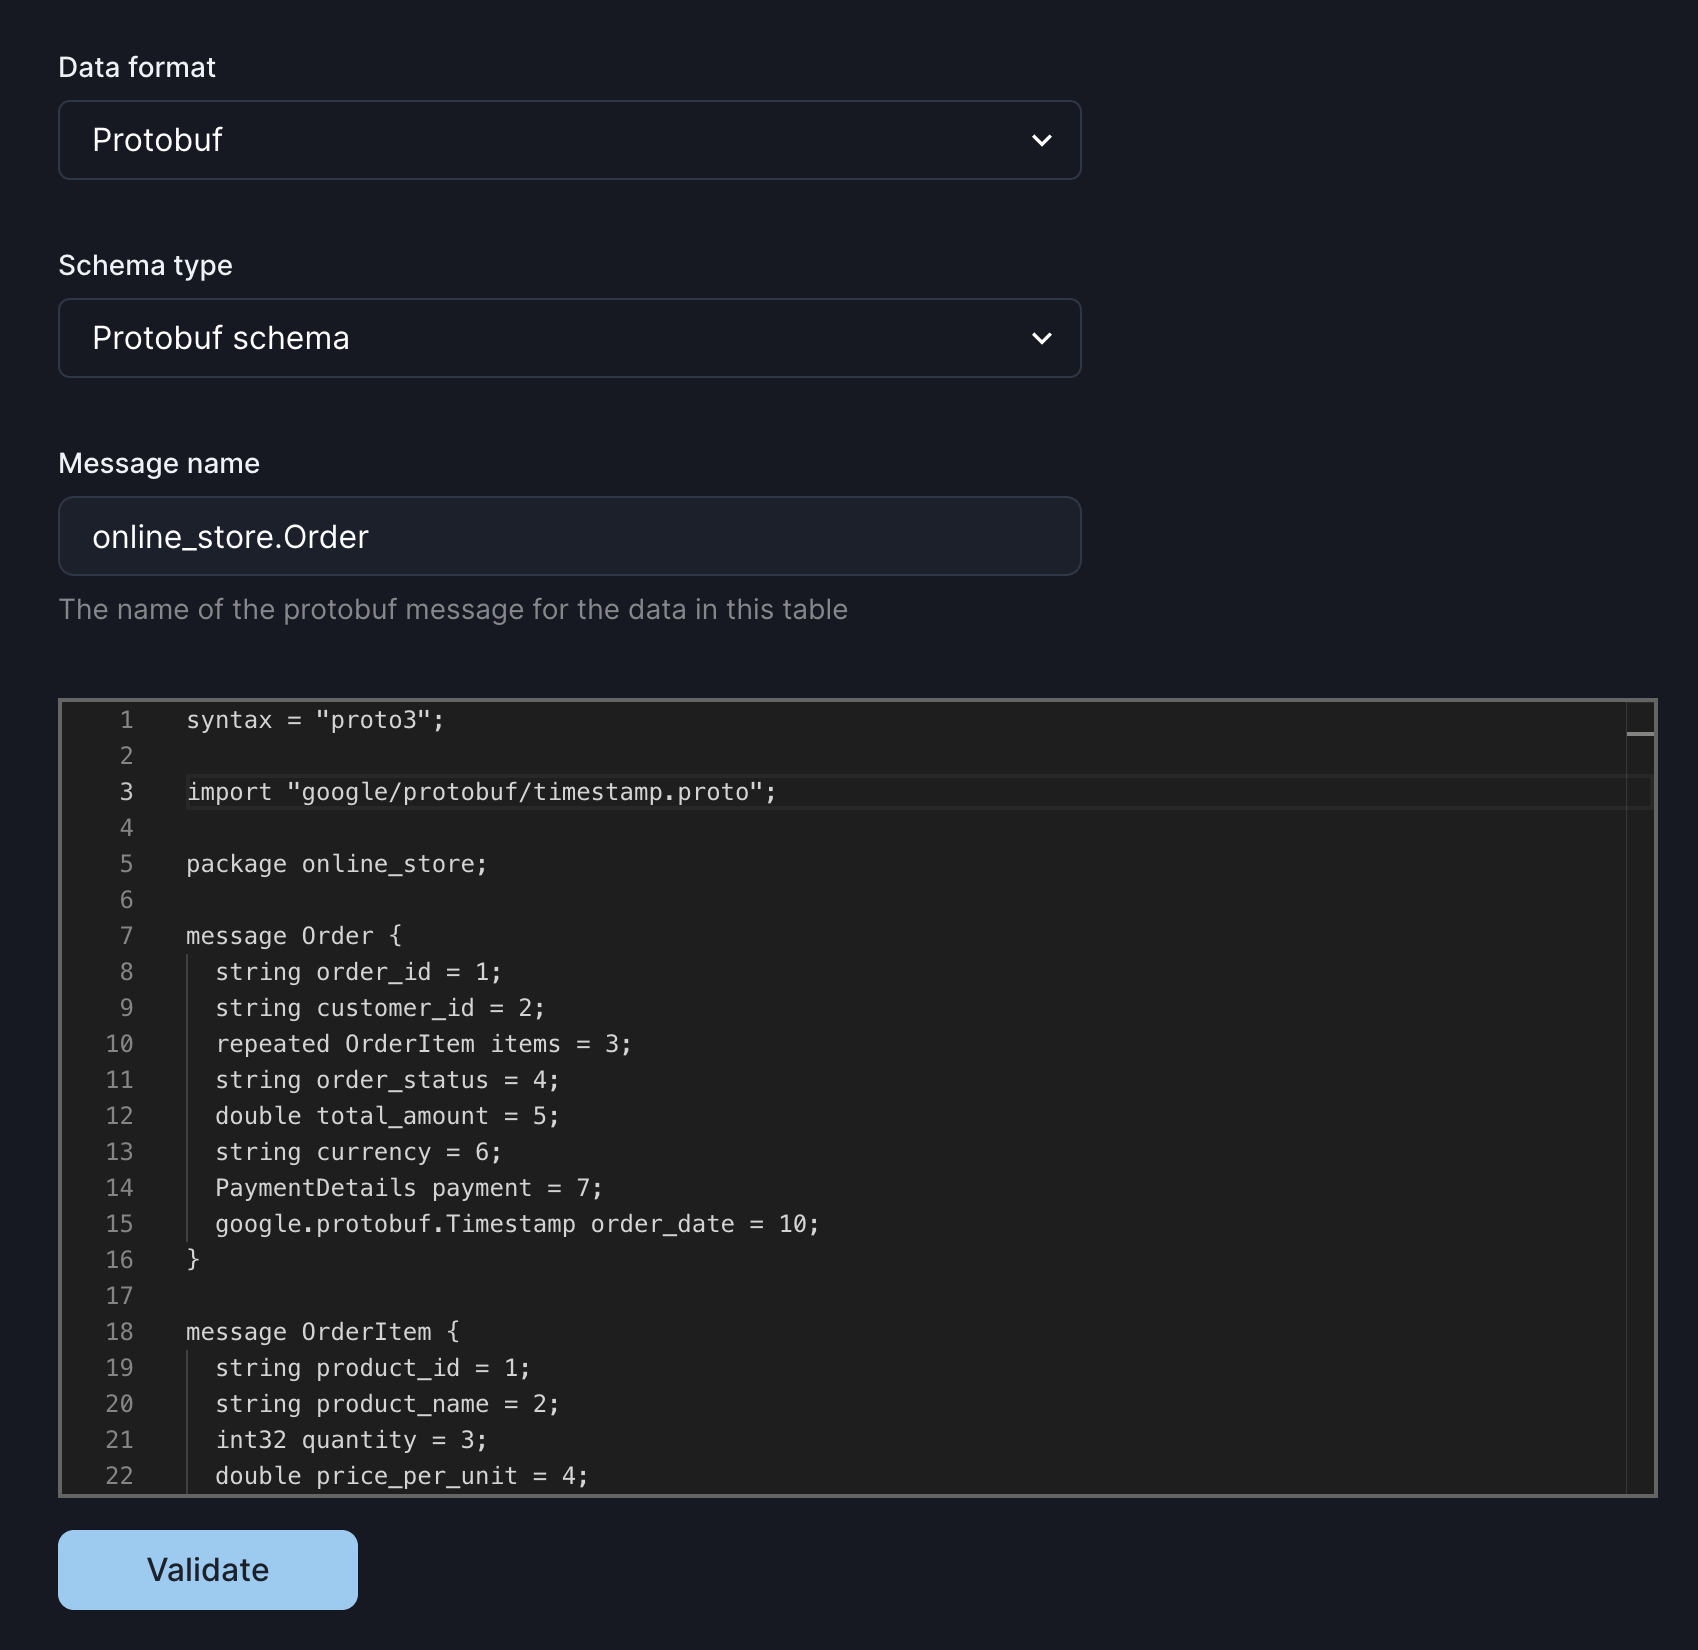 Data format
Protobuf
Schema type
Protobuf schema
Message name
online_store.Order
The name of the protobuf message for the data in this table
1 syntax = "proto3";
2
3 import "google/protobuf/timestamp.proto";
4
5 package online_store;
6
7 message Order {
8 string order_id = 1;
9 string customer_id = 2;
10 repeated OrderItem items = 3;
11 string order_status = 4;
12 double total_amount = 5;
13 string currency = 6;
14 PaymentDetails payment = 7;
15 google.protobuf.Timestamp order_date = 10;
16 }
17
18 message OrderItem {
19 string product_id = 1;
20 string product_name = 2;
21 int32 quantity = 3;
22 double price_per_unit = 4;
Validate